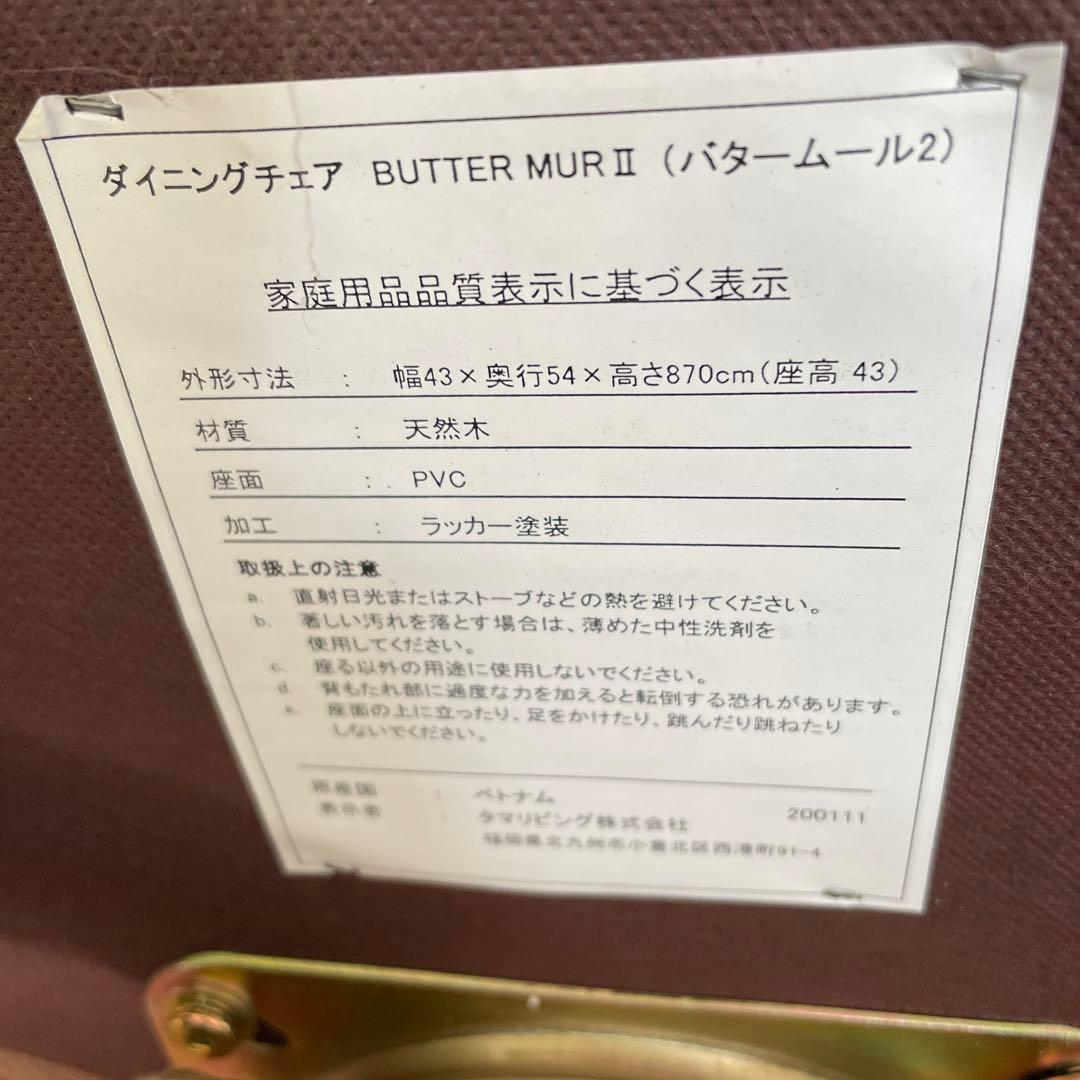 ダイニングチェア BUTTER MURⅡ (バタームール2)
家庭用品品質表示に基づく表示
外形寸法 : 幅43×奥行54×高さ870cm(座高 43)
材質 : 天然木
座面 : PVC
加工 : ラッカー塗装
取扱上の注意
a. 直射日光またはストーブなどの熱を避けてください。
b. 著しい汚れを落とす場合は、薄めた中性洗剤を
使用してください。
c. 座る以外の用途に使用しないでください。
d. 背もたれ部に過度な力を加えると転倒する恐れがあります。
e. 座面の上に立ったり、足をかけたり、跳んだり跳ねたり
しないでください。
原産国 : ベトナム
表示者 : タマリビング株式会社 200111
福岡県北九州市小倉北区西港町91-4